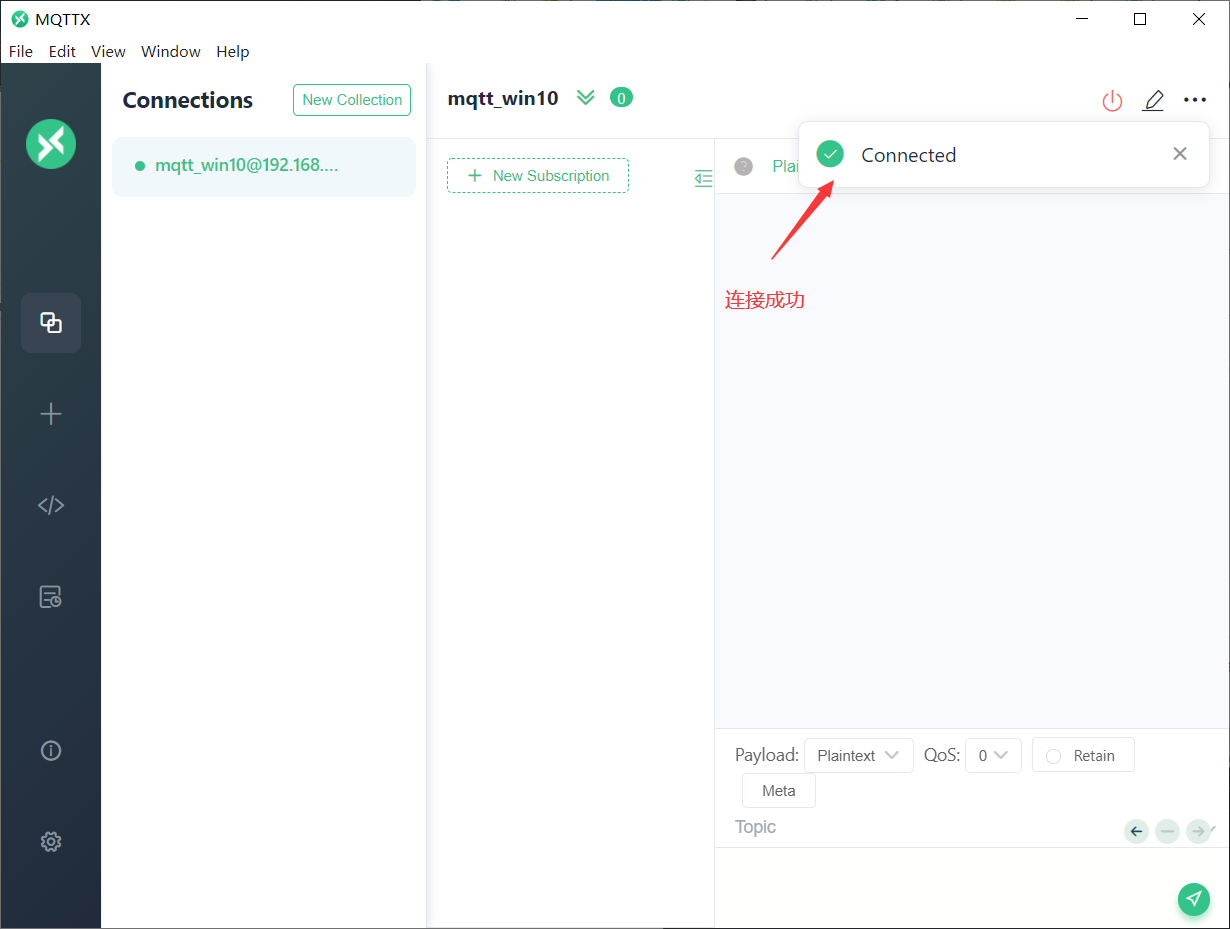 MQTTX
File Edit View Window Help
Connections
New Collection
mqtt_win10@192.168....
mqtt_win10
0
New Subscription
Plai
Connected
连接成功
Payload: Plaintext QoS: 0 Retain
Meta
Topic